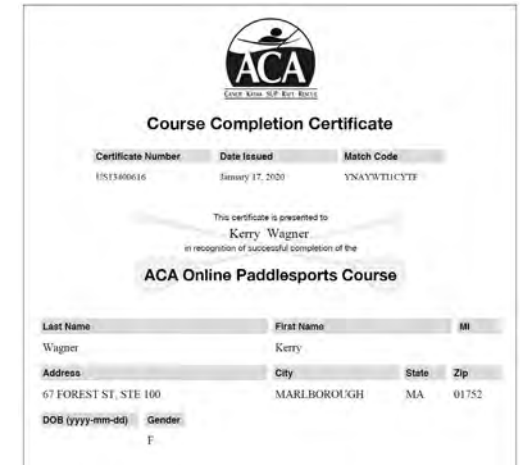 ACA
CANOE KAYAK SUP RAFT RESCUE
Course Completion Certificate
Certificate Number Date Issued Match Code
US13400616 January 17, 2020
This certificate is presented to
Kerry Wagner
in recognition of successful completion of the
ACA Online Paddlesports Course
Last Name First Name MI
Wagner Kerry
Address City State Zip
67 FOREST ST, STE 100 MARLBOROUGH MA 01752
DOB (yyyy-mm-dd) Gender
F